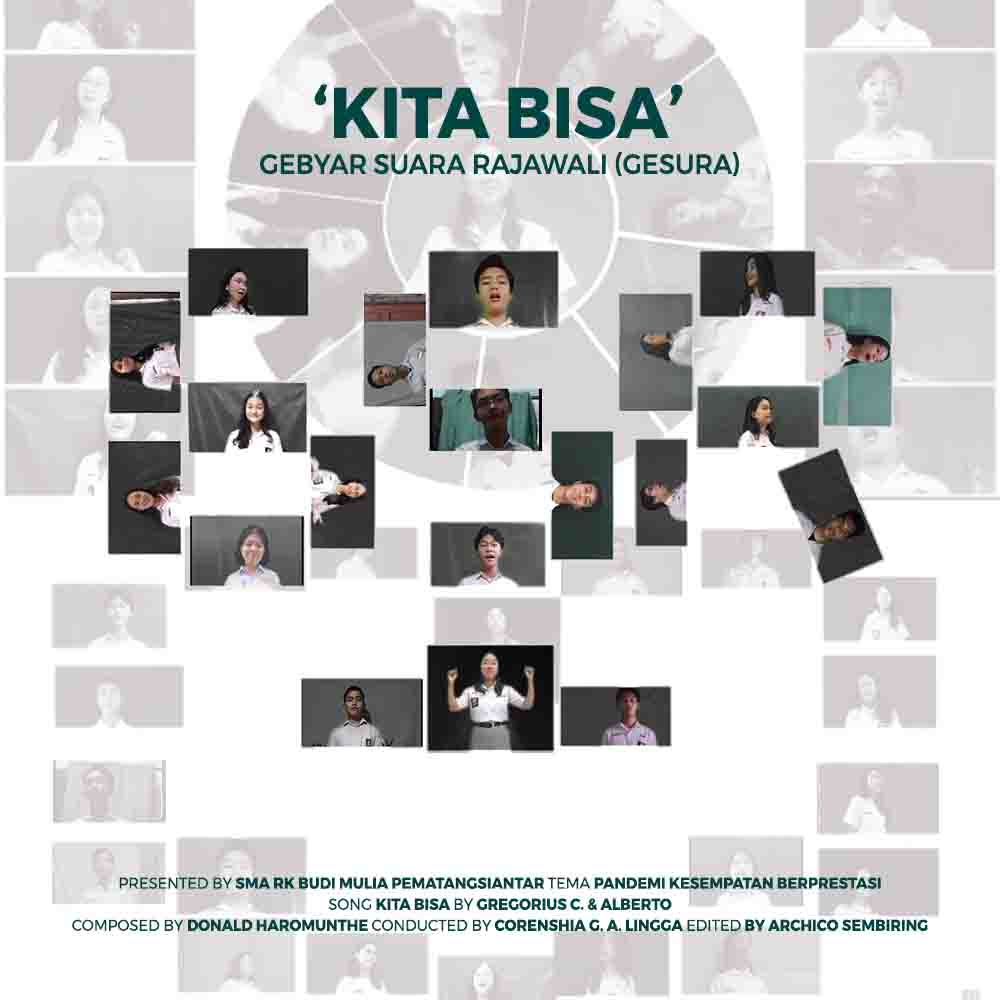 ‘KITA BISA’
GEBYAR SUARA RAJAWALI (GESURA)
PRESENTED BY SMA RK BUDI MULIA PEMATANGSIANTAR TEMA PANDEMI KESEMPATAN BERPRESTASI
SONG KITA BISA BY GREGORIUS C. & ALBERTO
COMPOSED BY DONALD HAROMUNTHE CONDUCTED BY CORENSHIA G. A. LINGGA EDITED BY ARCHICO SEMBIRING